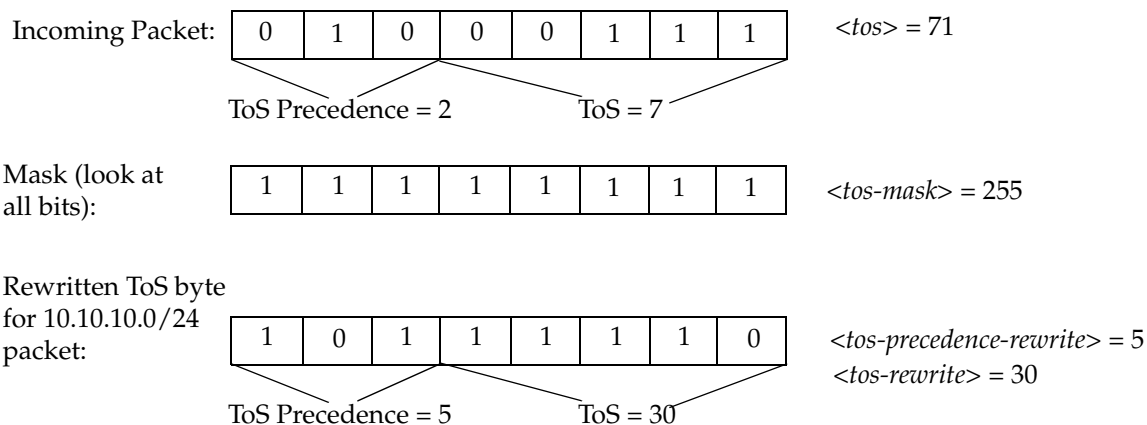 Incoming Packet: 0 1 0 0 0 1 1 1 <tos> = 71
ToS Precedence = 2 ToS = 7
Mask (look at
all bits): 1 1 1 1 1 1 1 1 <tos-mask> = 255
Rewritten ToS byte
for 10.10.10.0/24
packet: 1 0 1 1 1 1 1 0 <tos-precedence-rewrite> = 5
<tos-rewrite> = 30
ToS Precedence = 5 ToS = 30